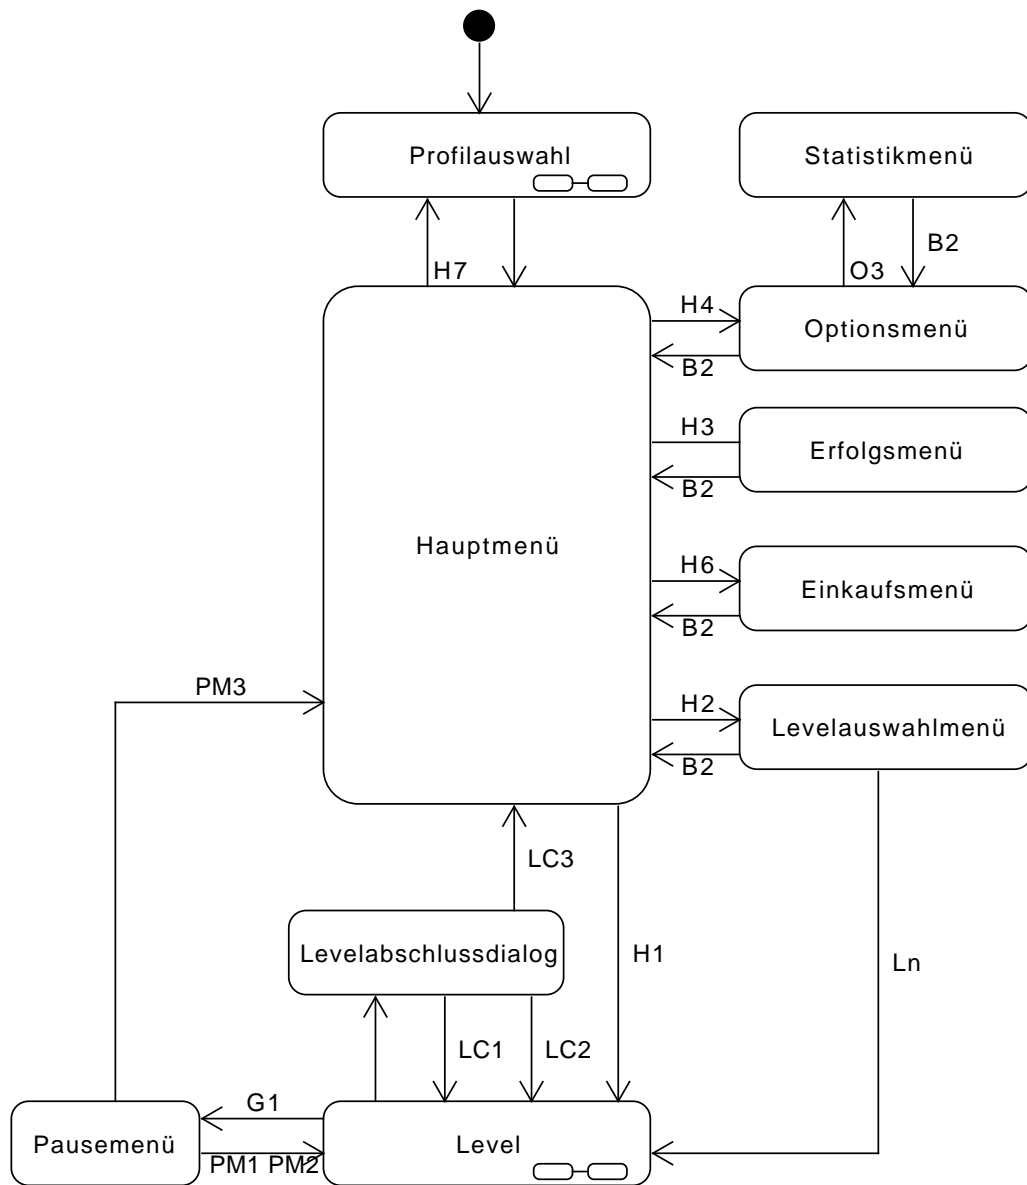 Profilauswahl
Statistikmenü
H7
O3
B2
H4
Optionsmenü
B2
H3
Erfolgsmenü
B2
Hauptmenü
H6
Einkaufsmenü
B2
PM3
H2
Levelauswahlmenü
B2
LC3
Levelabschlussdialog
H1
Ln
LC1
LC2
G1
Pausemenü
Level
PM1 PM2